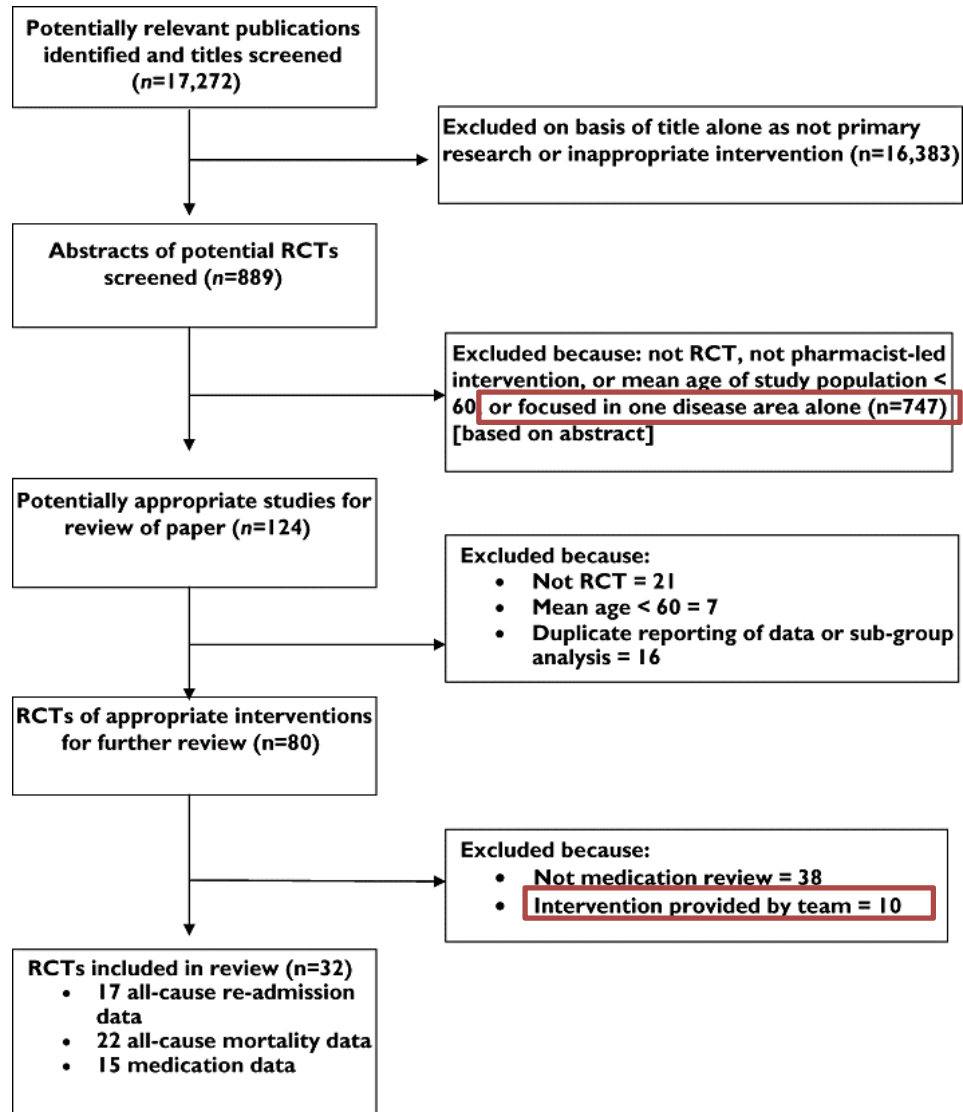 Potentially relevant publications
identified and titles screened
(n=17,272)
Excluded on basis of title alone as not primary
research or inappropriate intervention (n=16,383)
Abstracts of potential RCTs
screened (n=889)
Excluded because: not RCT, not pharmacist-led
intervention, or mean age of study population <
60, or focused in one disease area alone (n=747)
[based on abstract]
Potentially appropriate studies for
review of paper (n=124)
Excluded because:
• Not RCT = 21
• Mean age < 60 = 7
• Duplicate reporting of data or sub-group
analysis = 16
RCTs of appropriate interventions
for further review (n=80)
Excluded because:
• Not medication review = 38
• Intervention provided by team = 10
RCTs included in review (n=32)
• 17 all-cause re-admission
data
• 22 all-cause mortality data
• 15 medication data